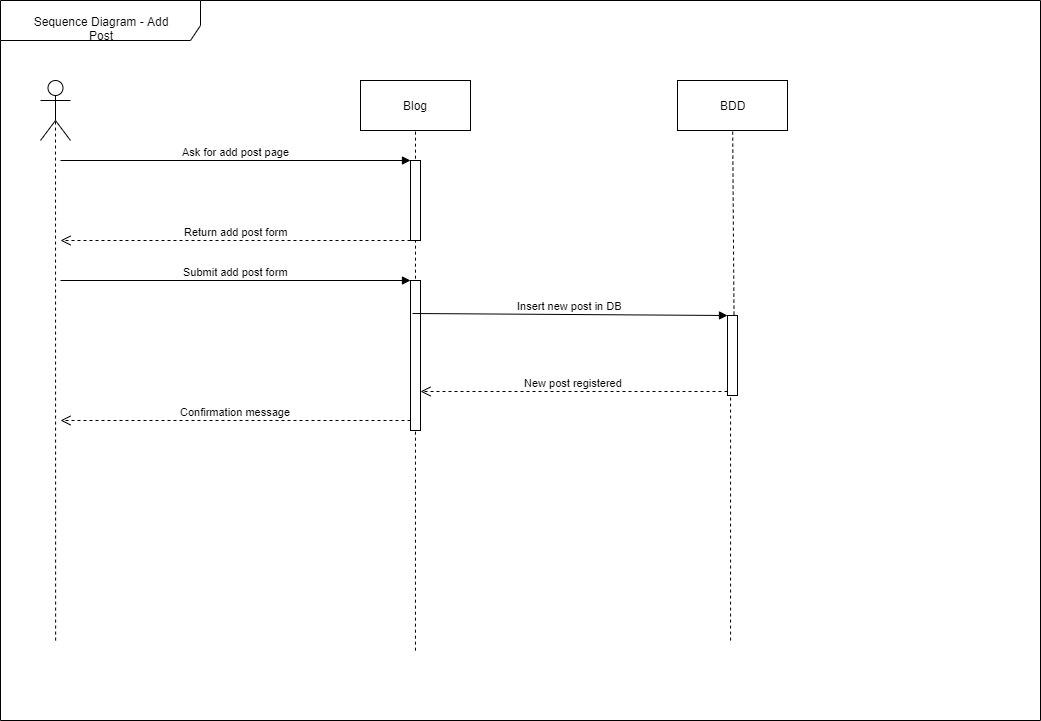 Sequence Diagram - Add
Post
Blog
BDD
Ask for add post page
Return add post form
Submit add post form
Insert new post in DB
New post registered
Confirmation message